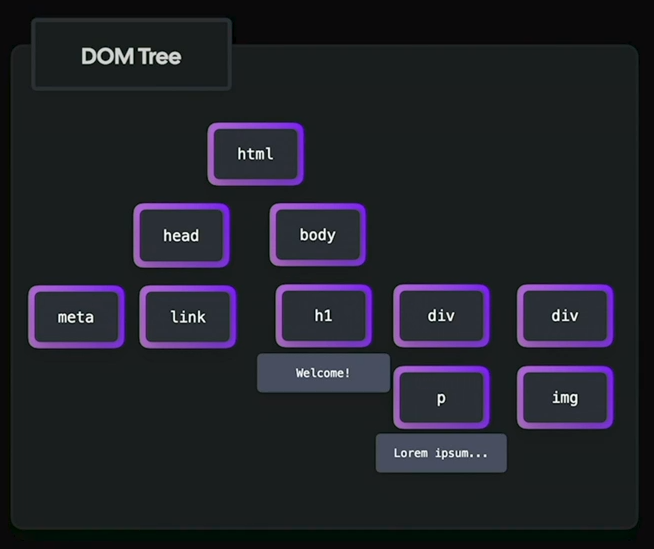 DOM Tree
html
head
body
meta
link
h1
div
div
Welcome!
p
img
Lorem ipsum...